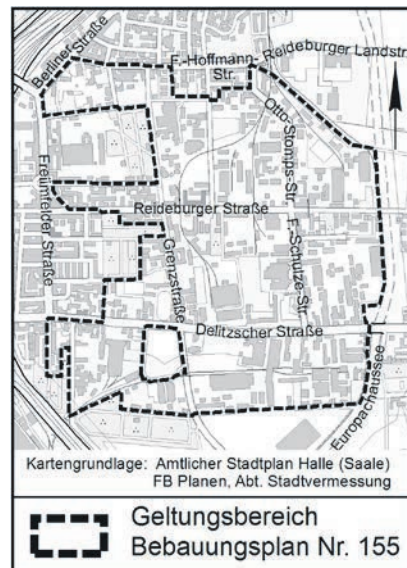 Berliner Straße
F.-Hoffmann-
Str.
Reideburger Landstr.
Otto-Stomps-Str.
Freiimfelder Straße
Reideburger Straße
Grenzstraße
F.-Schulze-Str.
Delitzscher Straße
Europachaussee
Kartengrundlage: Amtlicher Stadtplan Halle (Saale)
FB Planen, Abt. Stadtvermessung
Geltungsbereich
Bebauungsplan Nr. 155